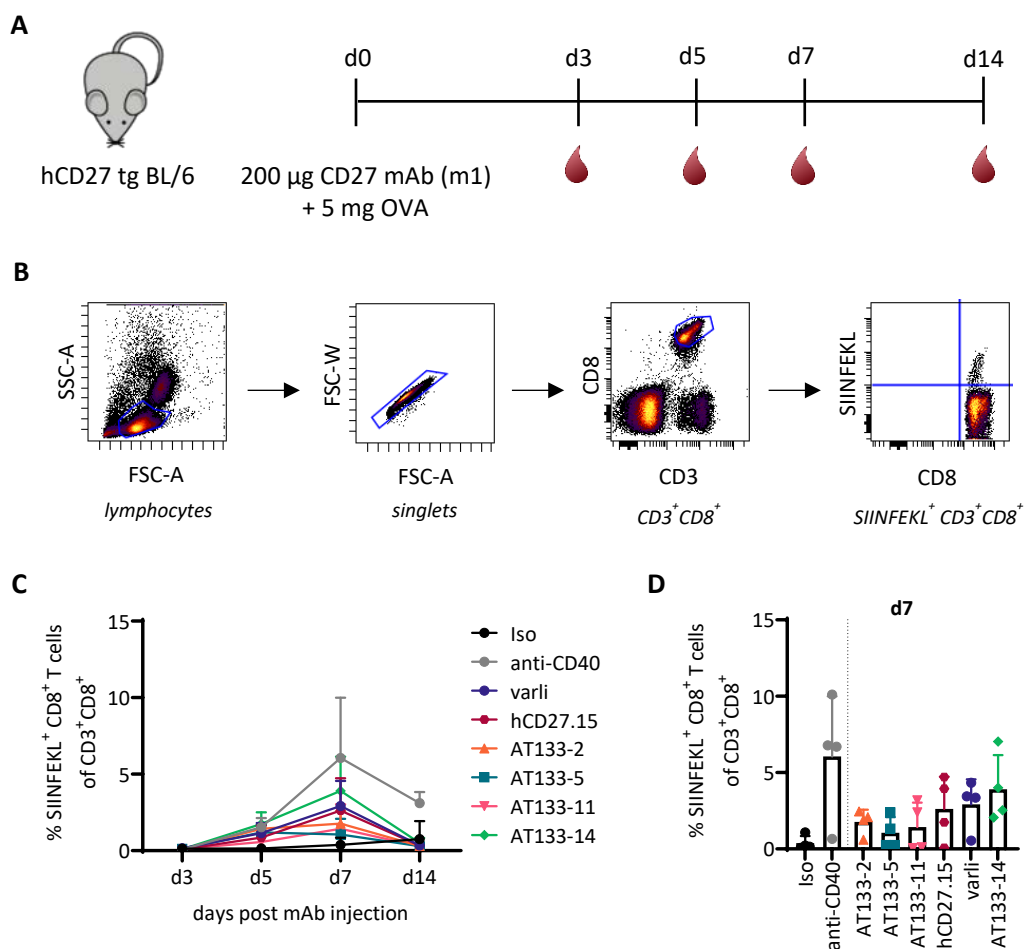 A
d0 d3 d5 d7 d14
hCD27 tg BL/6
200 µg CD27 mAb (m1)
+ 5 mg OVA
B
SSC-A
FSC-A
lymphocytes
FSC-W
FSC-A
singlets
CD8
CD3
CD3⁺CD8⁺
SIINFEKL
CD8
SIINFEKL⁺ CD3⁺CD8⁺
C
% SIINFEKL⁺ CD8⁺ T cells
of CD3⁺CD8⁺
15
10
5
0
d3 d5 d7 d14
days post mAb injection
Iso
anti-CD40
varli
hCD27.15
AT133-2
AT133-5
AT133-11
AT133-14
D
d7
% SIINFEKL⁺ CD8⁺ T cells
of CD3⁺CD8⁺
15
10
5
0
Iso
anti-CD40
AT133-2
AT133-5
AT133-11
hCD27.15
varli
AT133-14